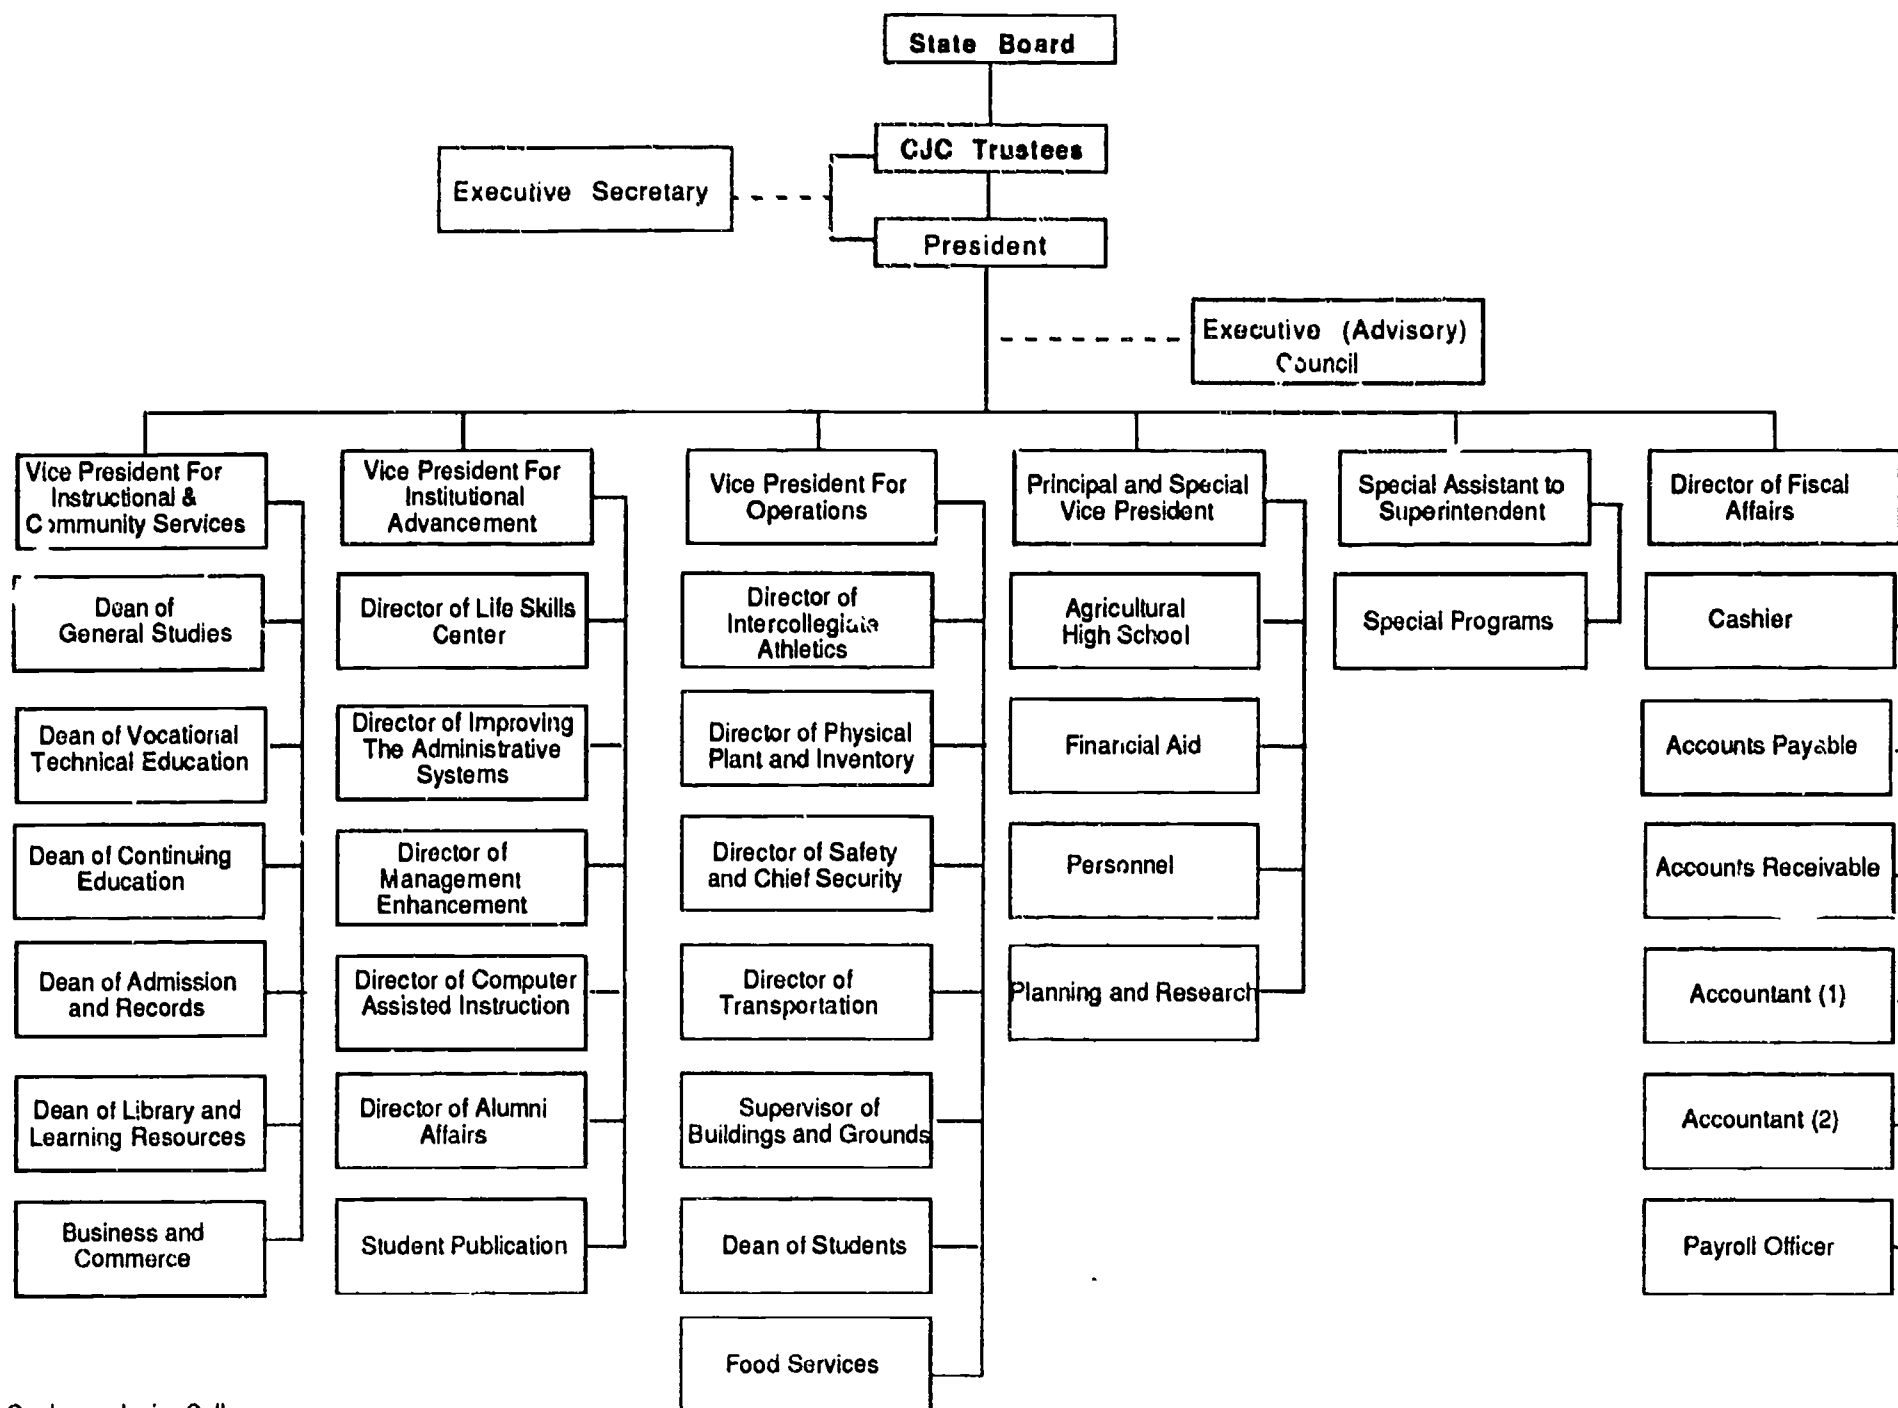 State Board
CJC Trustees
Executive Secretary
President
Executive (Advisory)
Council
Vice President For
Instructional &
Community Services
Dean of
General Studies
Dean of Vocational
Technical Education
Dean of Continuing
Education
Dean of Admission
and Records
Dean of Library and
Learning Resources
Business and
Commerce
Vice President For
Institutional
Advancement
Director of Life Skills
Center
Director of Improving
The Administrative
Systems
Director of
Management
Enhancement
Director of Computer
Assisted Instruction
Director of Alumni
Affairs
Student Publication
Vice President For
Operations
Director of
Intercollegiate
Athletics
Director of Physical
Plant and Inventory
Director of Safety
and Chief Security
Director of
Transportation
Supervisor of
Buildings and Grounds
Dean of Students
Food Services
Principal and Special
Vice President
Agricultural
High School
Financial Aid
Personnel
Planning and Research
Special Assistant to
Superintendent
Special Programs
Director of Fiscal
Affairs
Cashier
Accounts Payable
Accounts Receivable
Accountant (1)
Accountant (2)
Payroll Officer